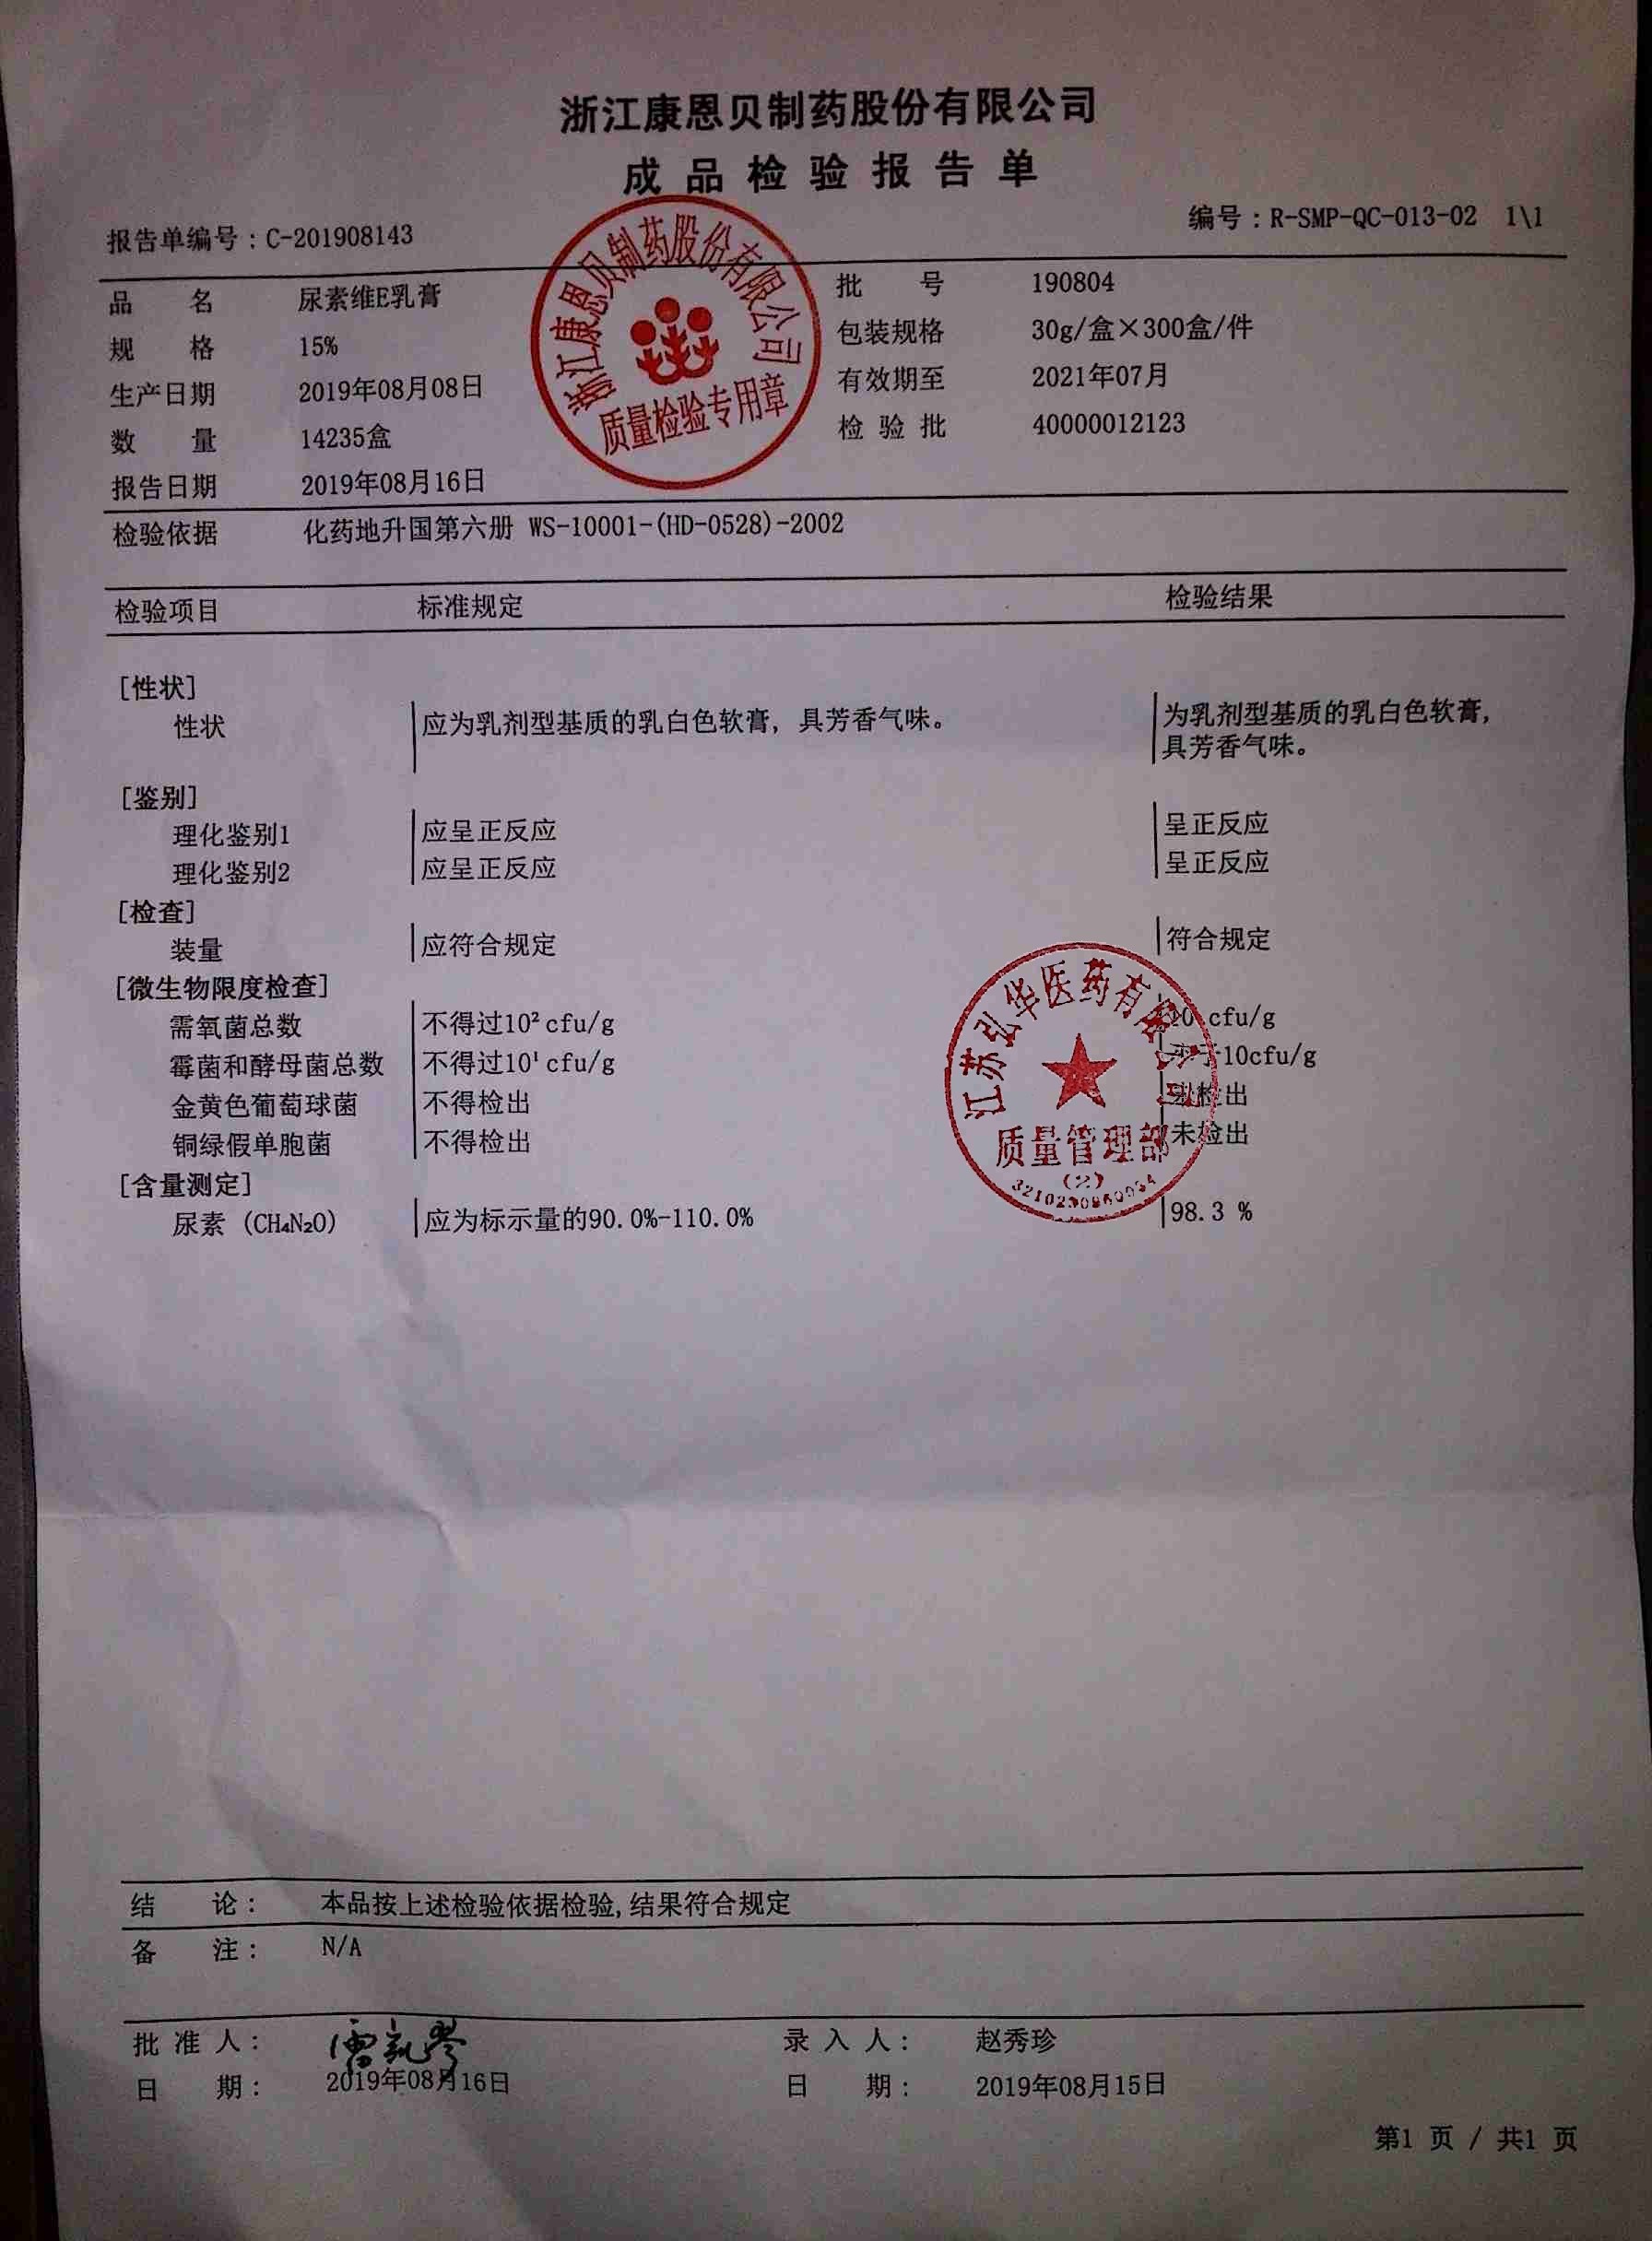 浙江康恩贝制药股份有限公司
成品检验报告单
报告单编号：C-201908143 编号：R-SMP-QC-013-02 1\1
浙江康恩贝制药股份有限公司
质量检验专用章
品名 尿素维E乳膏 批号 190804
规格 15% 包装规格 30g/盒×300盒/件
生产日期 2019年08月08日 有效期至 2021年07月
数量 14235盒 检验批 40000012123
报告日期 2019年08月16日
检验依据 化药地升国第六册 WS-10001-(HD-0528)-2002
检验项目 标准规定 检验结果
[性状]
性状 应为乳剂型基质的乳白色软膏，具芳香气味。 为乳剂型基质的乳白色软膏，
具芳香气味。
[鉴别]
理化鉴别1 应呈正反应 呈正反应
理化鉴别2 应呈正反应 呈正反应
[检查]
装量 应符合规定 符合规定
[微生物限度检查]
需氧菌总数 不得过10²cfu/g cfu/g
霉菌和酵母菌总数 不得过10¹cfu/g 10cfu/g
金黄色葡萄球菌 不得检出 未检出
铜绿假单胞菌 不得检出 未检出
[含量测定]
尿素（CH₄N₂O） 应为标示量的90.0%-110.0% 98.3 %
江苏弘华医药有限公司
质量管理部
(2)
结论： 本品按上述检验依据检验,结果符合规定
备注： N/A
批准人： 录入人： 赵秀珍
日期： 2019年08月16日 日期： 2019年08月15日
第1 页 / 共1 页